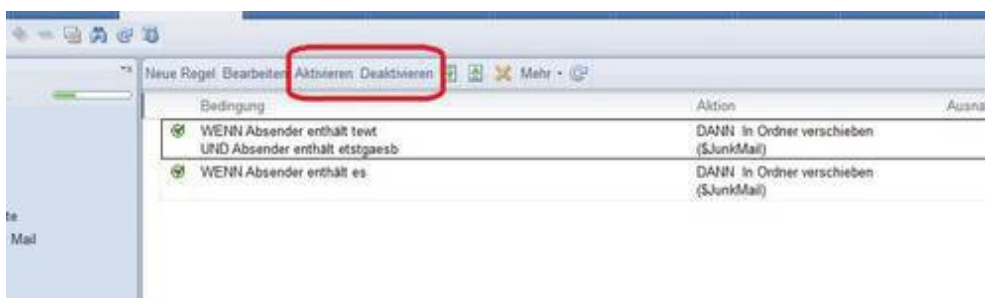 Neue Regel Bearbeiten Aktivieren Deaktivieren Mehr
Bedingung Aktion Ausna
WENN Absender enthält tewt DANN In Ordner verschieben
UND Absender enthält etstgaesb ($JunkMail)
WENN Absender enthält es DANN In Ordner verschieben
($JunkMail)
te
Mail